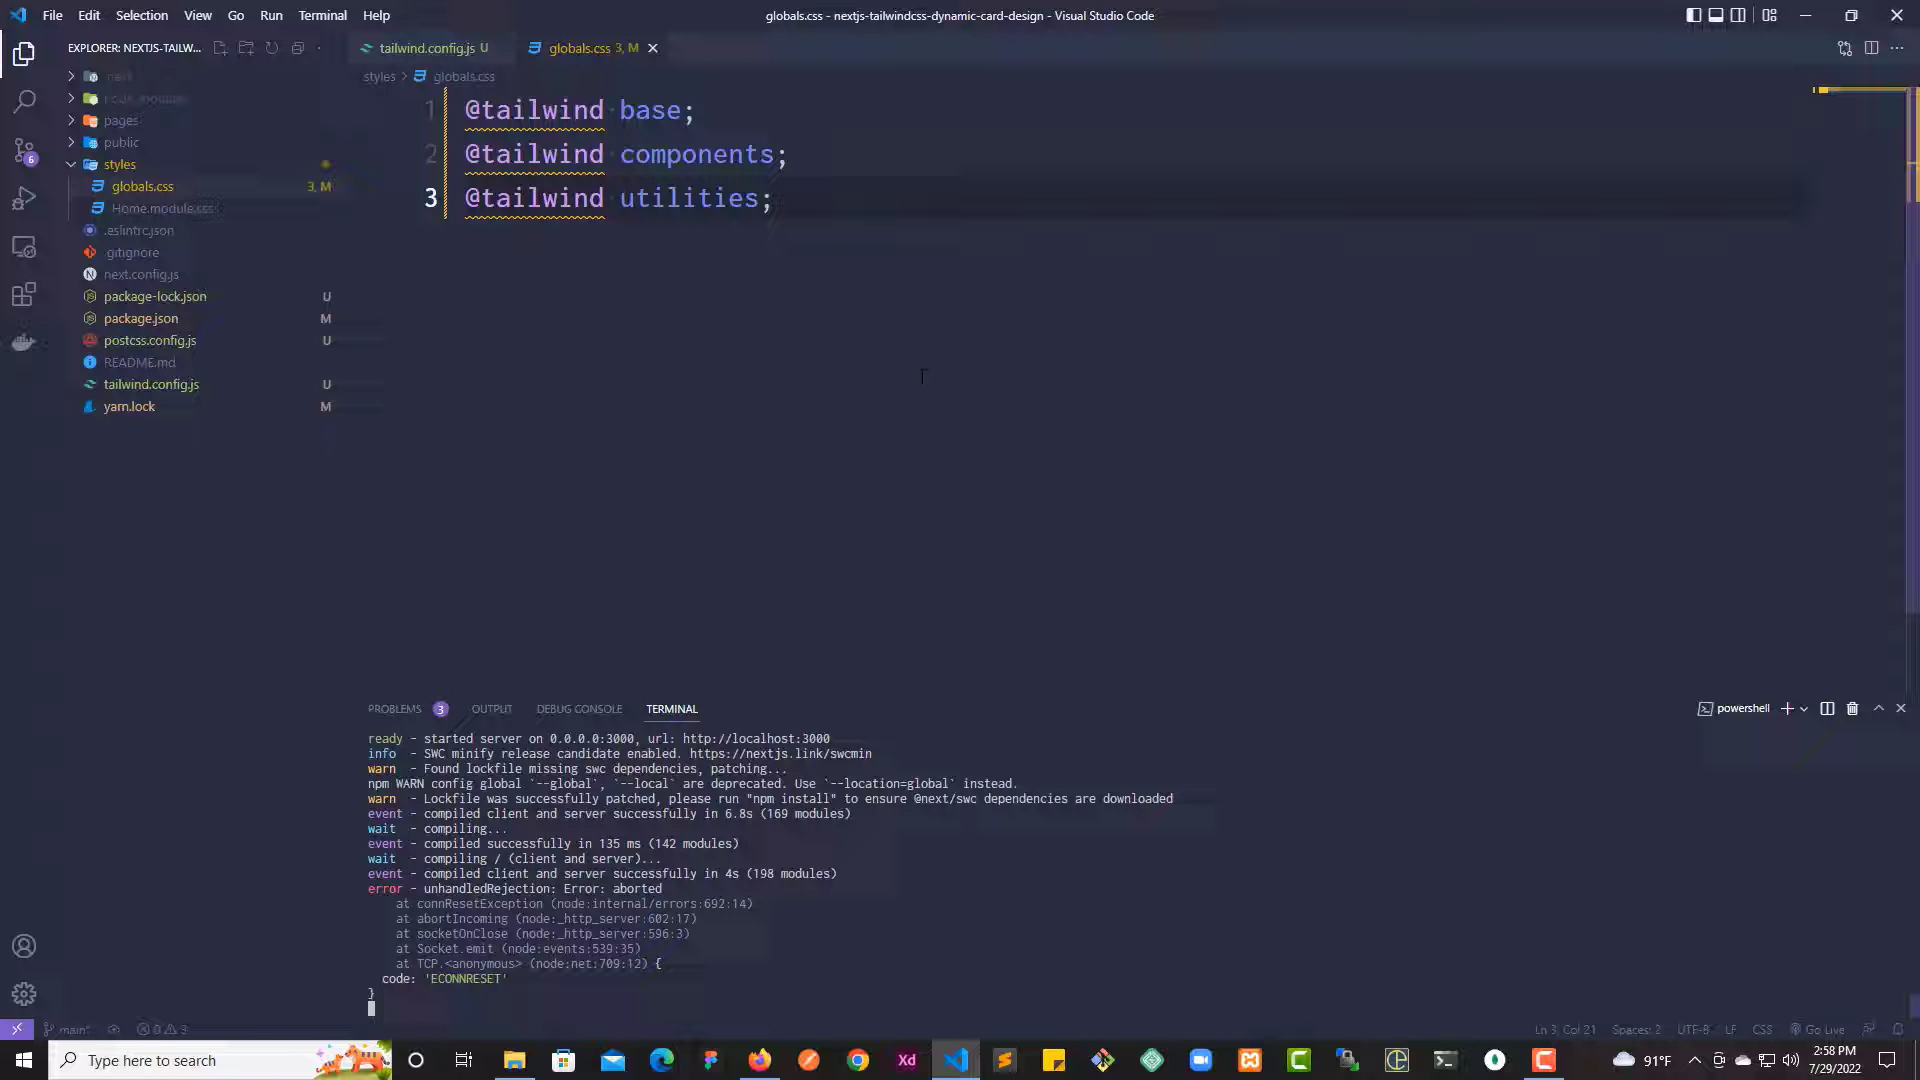 File Edit Selection View Go Run Terminal Help
globals.css - nextjs-tailwindcss-dynamic-card-design - Visual Studio Code
EXPLORER: NEXTJS-TAILW...
.next
node_modules
pages
public
styles
globals.css 3, M
Home.module.css
.eslintrc.json
.gitignore
next.config.js
package-lock.json U
package.json M
postcss.config.js U
README.md
tailwind.config.js U
yarn.lock M
6
tailwind.config.js U
globals.css 3, M
styles > globals.css
1 @tailwind base;
2 @tailwind components;
3 @tailwind utilities;
PROBLEMS 3 OUTPUT DEBUG CONSOLE TERMINAL
powershell
ready - started server on 0.0.0.0:3000, url: http://localhost:3000
info - SWC minify release candidate enabled. https://nextjs.link/swcmin
warn - Found lockfile missing swc dependencies, patching...
npm WARN config global `--global`, `--local` are deprecated. Use `--location=global` instead.
warn - Lockfile was successfully patched, please run "npm install" to ensure @next/swc dependencies are downloaded
event - compiled client and server successfully in 6.8s (169 modules)
wait - compiling...
event - compiled successfully in 135 ms (142 modules)
wait - compiling / (client and server)...
event - compiled client and server successfully in 4s (198 modules)
error - unhandledRejection: Error: aborted
at connResetException (node:internal/errors:692:14)
at abortIncoming (node:_http_server:602:17)
at socketOnClose (node:_http_server:596:3)
at Socket.emit (node:events:539:35)
at TCP.<anonymous> (node:net:709:12) {
code: 'ECONNRESET'
}
main* 0 3
Ln 3, Col 21 Spaces: 2 UTF-8 LF CSS Go Live
Type here to search
Xd
91°F
2:58 PM
7/29/2022